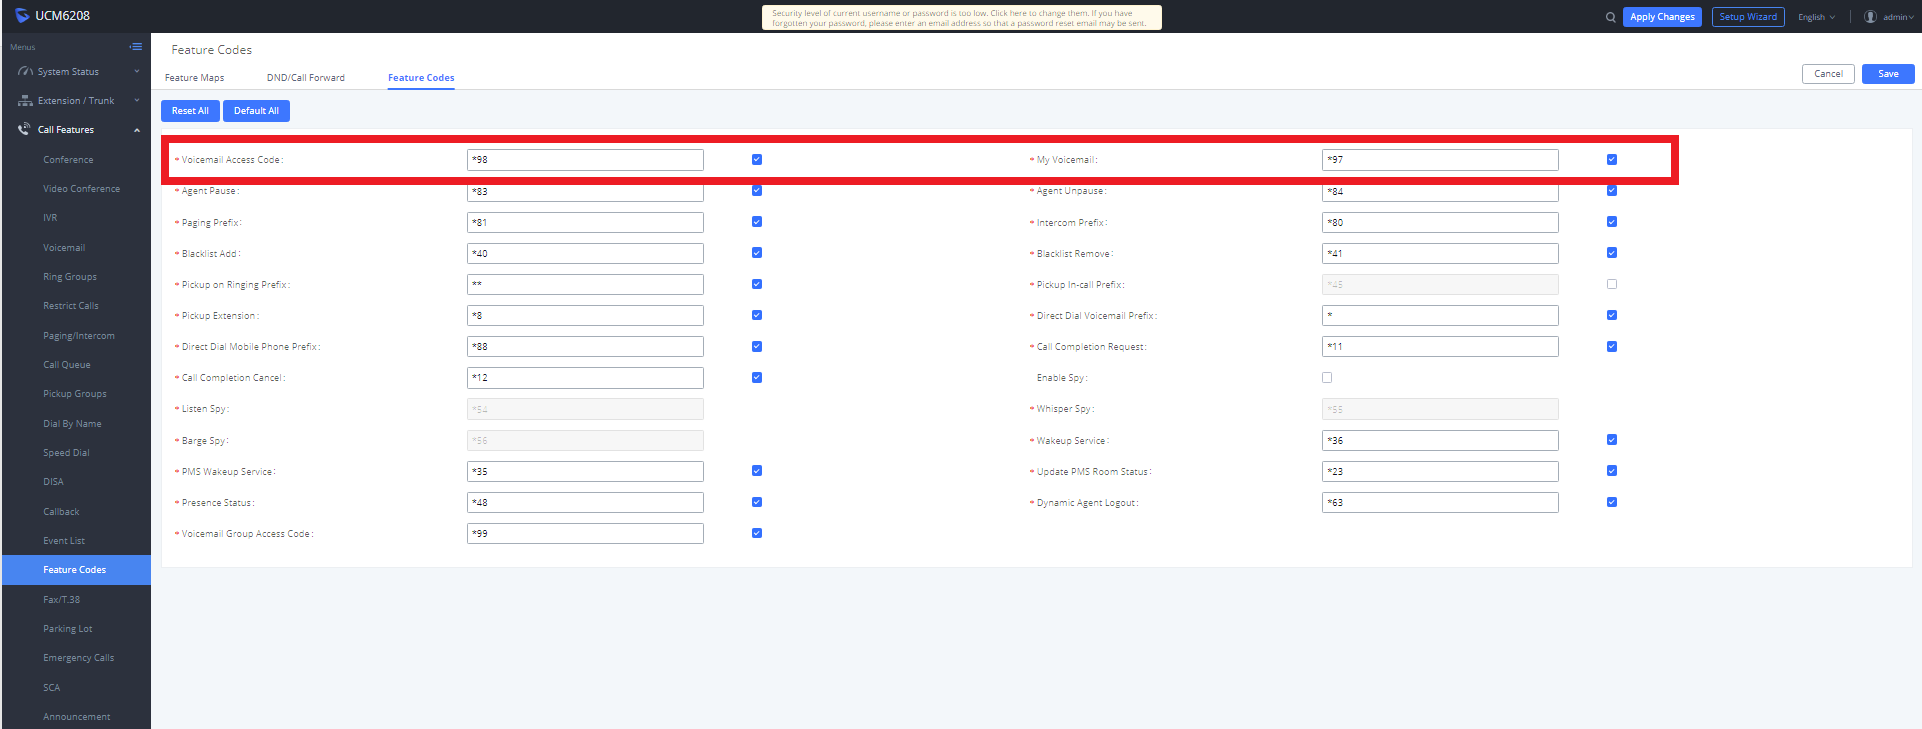 UCM6208
Security level of current username or password is too low. Click here to change them. If you have
forgotten your password, please enter an email address so that a password reset email may be sent.
Apply Changes
Setup Wizard
English
admin
Menus
System Status
Extension / Trunk
Call Features
Conference
Video Conference
IVR
Voicemail
Ring Groups
Restrict Calls
Paging/Intercom
Call Queue
Pickup Groups
Dial By Name
Speed Dial
DISA
Callback
Event List
Feature Codes
Fax/T.38
Parking Lot
Emergency Calls
SCA
Announcement
Feature Codes
Feature Maps DND/Call Forward Feature Codes
Cancel Save
Reset All Default All
* Voicemail Access Code: *98 * My Voicemail: *97
* Agent Pause: *83 * Agent Unpause: *84
* Paging Prefix: *81 * Intercom Prefix: *80
* Blacklist Add: *40 * Blacklist Remove: *41
* Pickup on Ringing Prefix: ** * Pickup In-call Prefix: *45
* Pickup Extension: *8 * Direct Dial Voicemail Prefix: *
* Direct Dial Mobile Phone Prefix: *88 * Call Completion Request: *11
* Call Completion Cancel: *12 Enable Spy:
* Listen Spy: *54 * Whisper Spy: *55
* Barge Spy: *56 * Wakeup Service: *36
* PMS Wakeup Service: *35 * Update PMS Room Status: *23
* Presence Status: *48 * Dynamic Agent Logout: *63
* Voicemail Group Access Code: *99